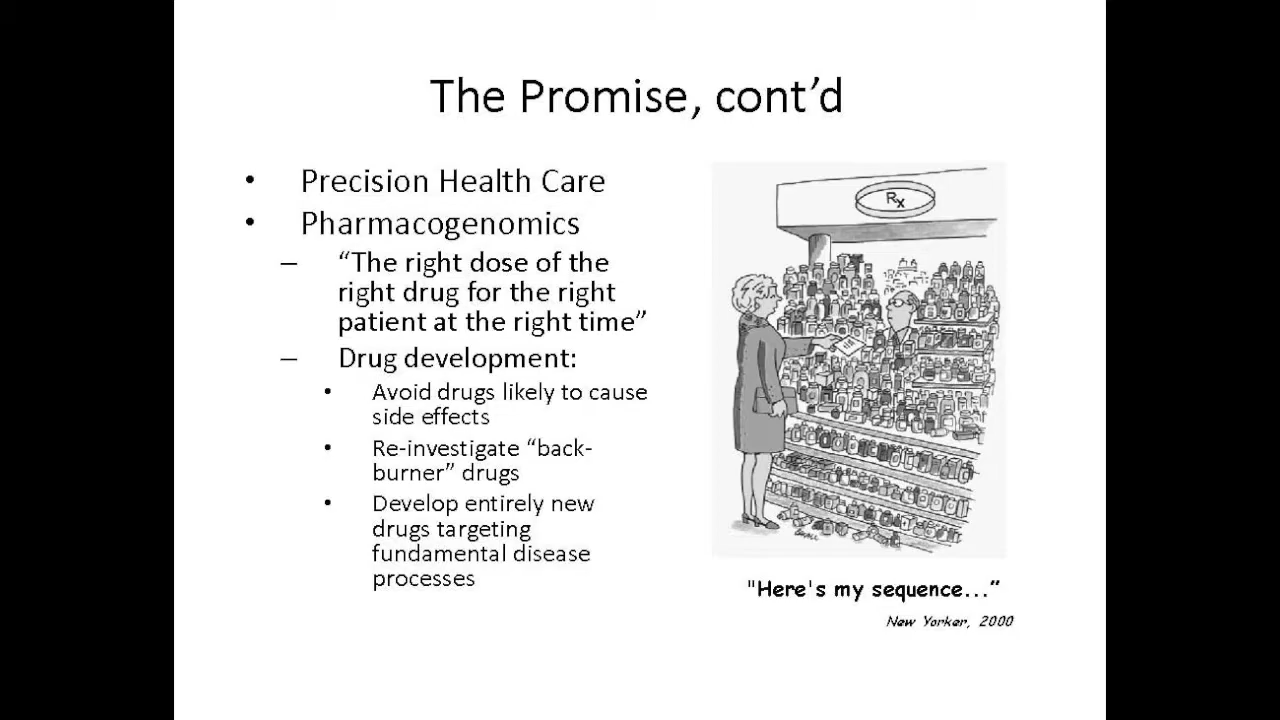 The Promise, cont’d
• Precision Health Care
• Pharmacogenomics
– “The right dose of the
right drug for the right
patient at the right time”
– Drug development:
• Avoid drugs likely to cause
side effects
• Re-investigate “back-
burner” drugs
• Develop entirely new
drugs targeting
fundamental disease
processes
Rx
"Here's my sequence...”
New Yorker, 2000